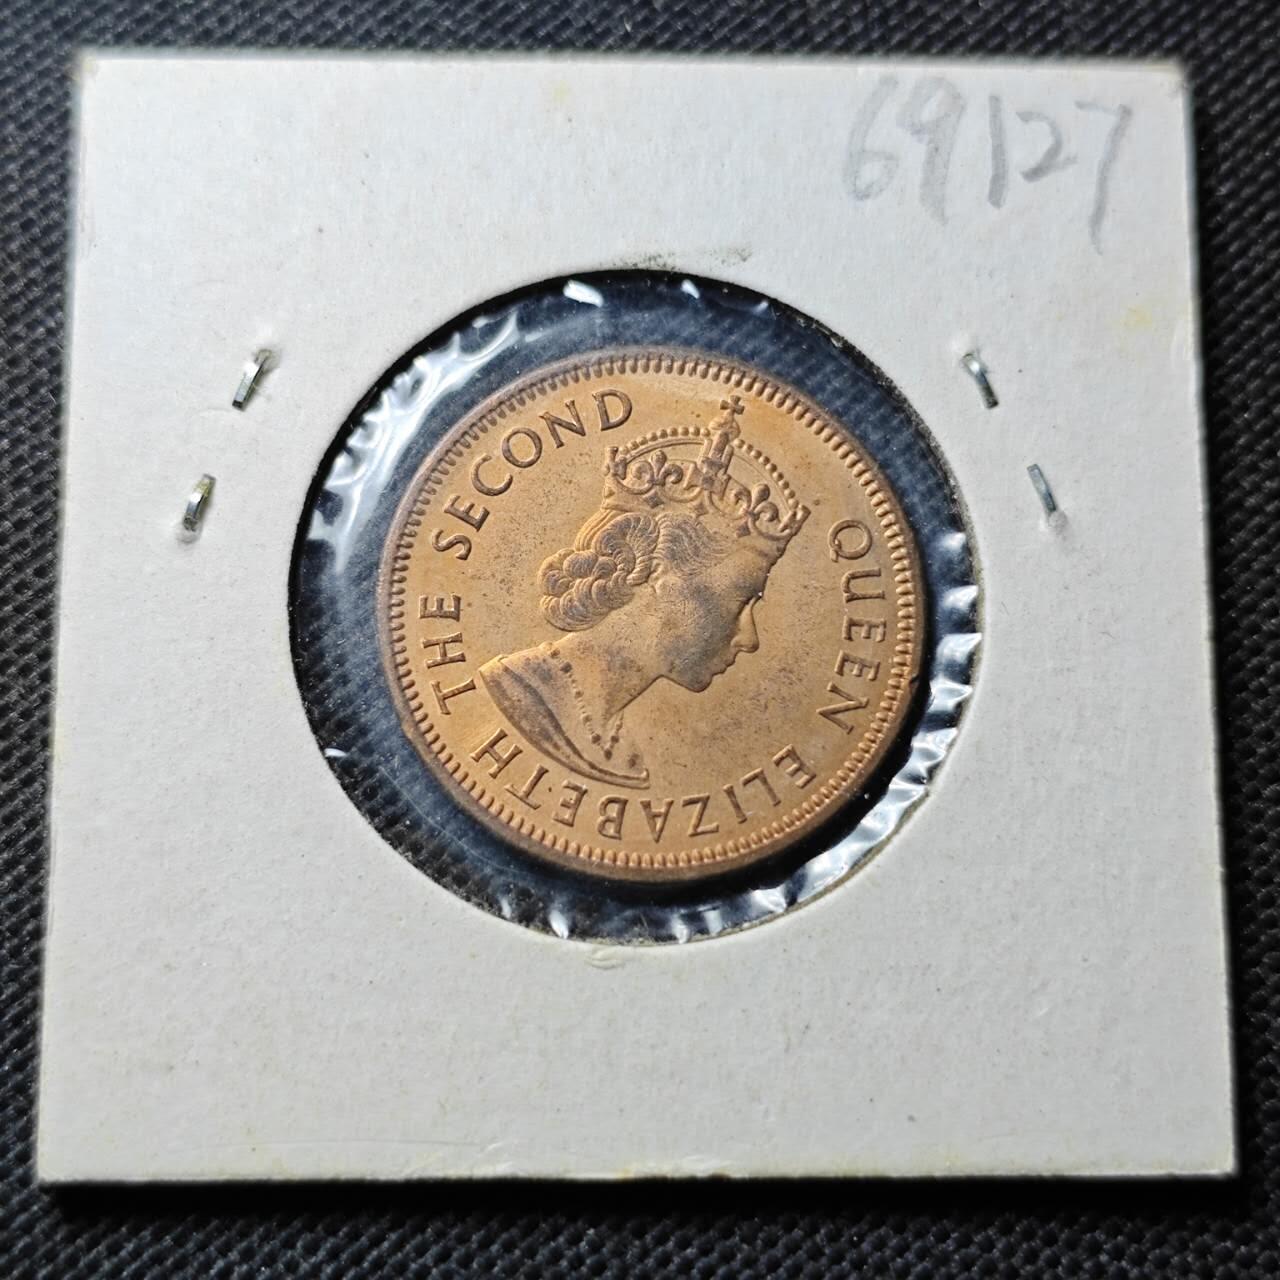 69127
QUEEN ELIZABETH THE SECOND